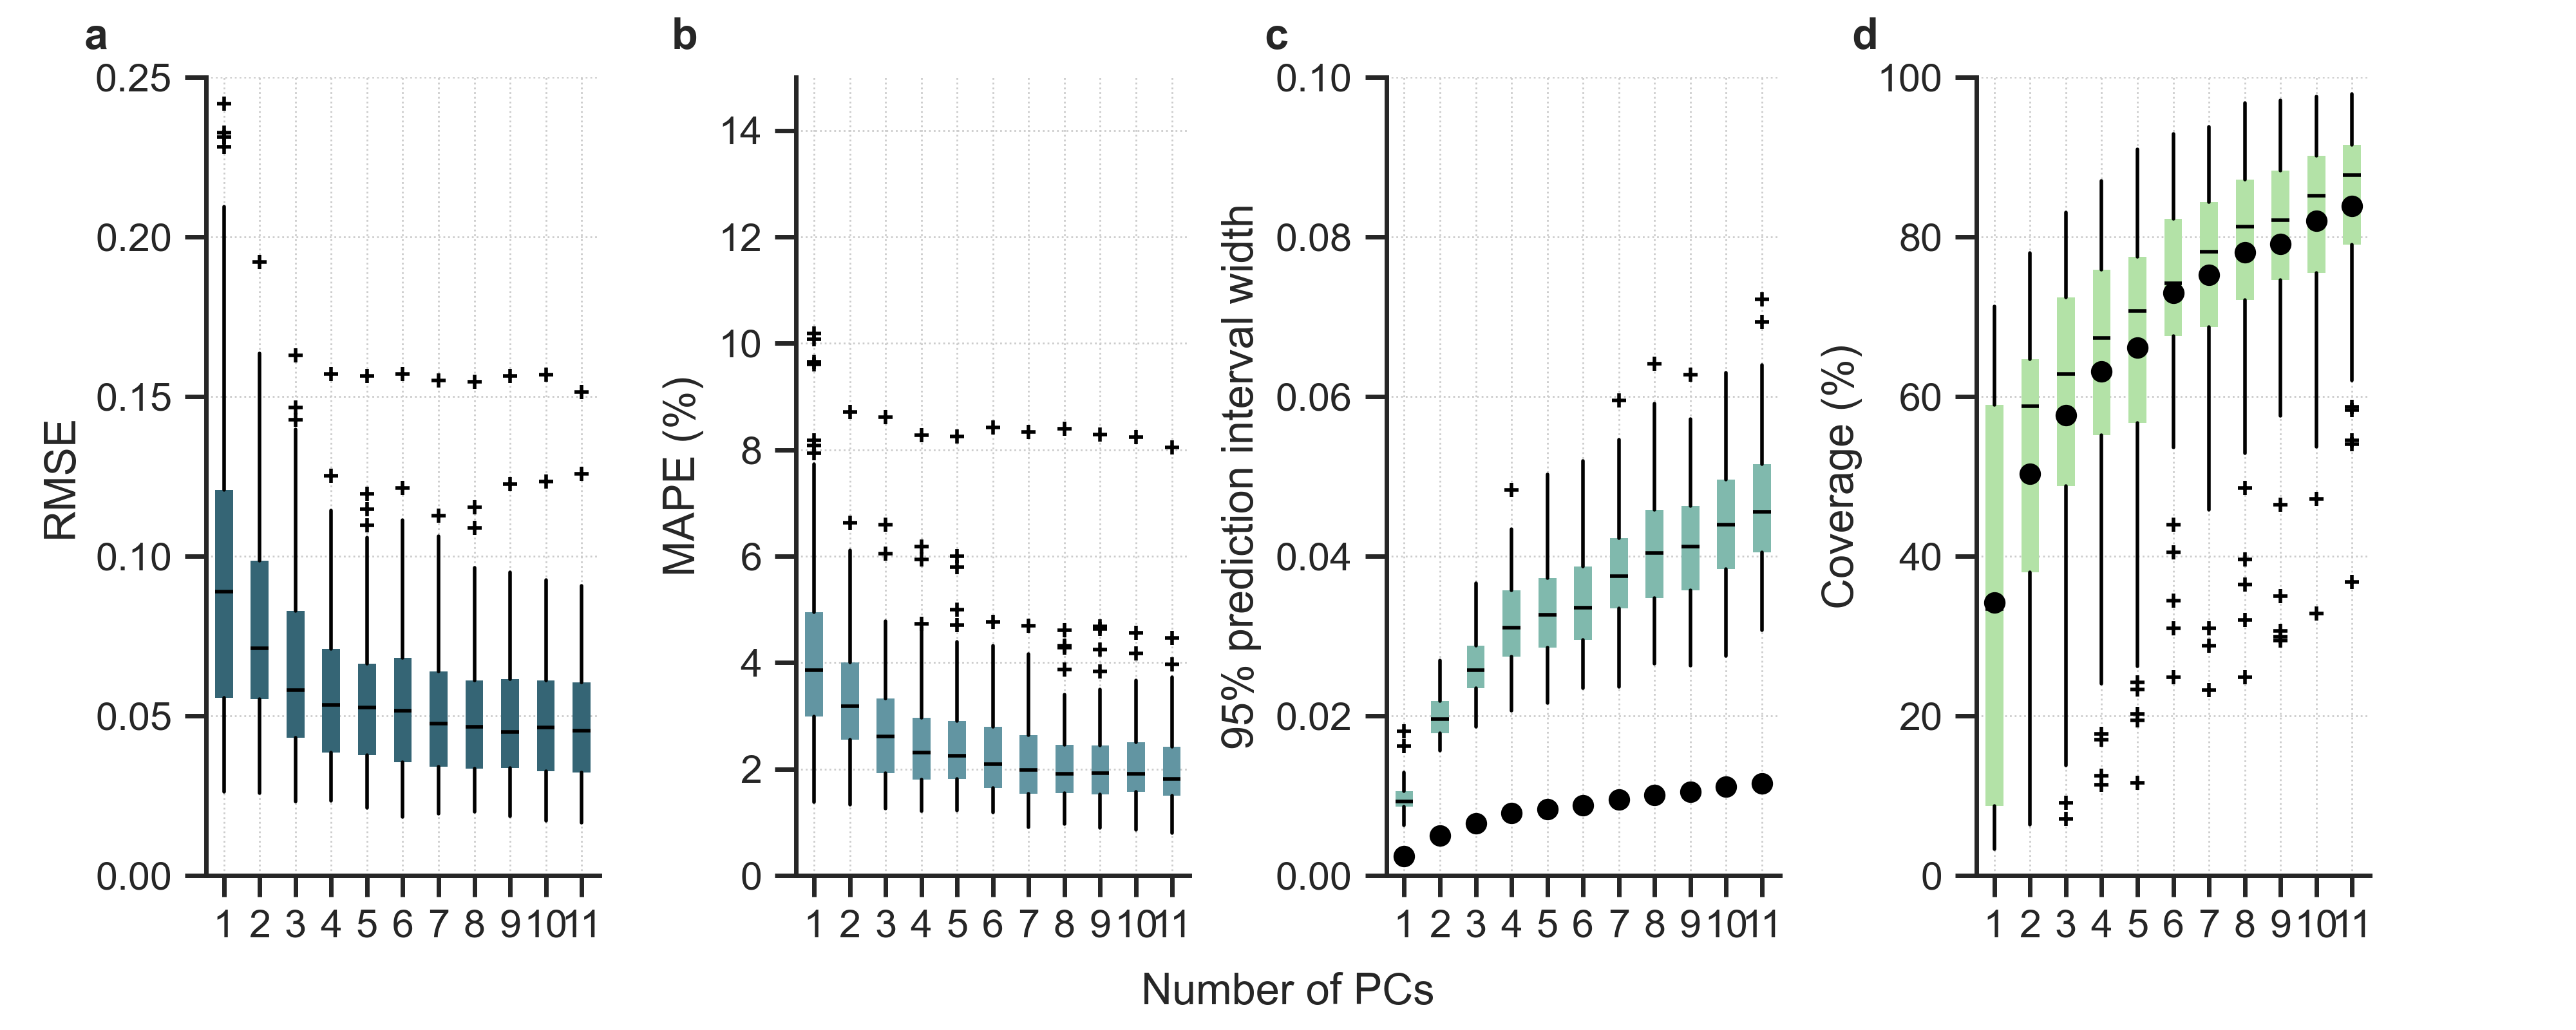 a
b
c
d
RMSE
0.25
0.20
0.15
0.10
0.05
0.00
1 2 3 4 5 6 7 8 9 10 11
MAPE (%)
14
12
10
8
6
4
2
0
1 2 3 4 5 6 7 8 9 10 11
95% prediction interval width
0.10
0.08
0.06
0.04
0.02
0.00
1 2 3 4 5 6 7 8 9 10 11
Coverage (%)
100
80
60
40
20
0
1 2 3 4 5 6 7 8 9 10 11
Number of PCs